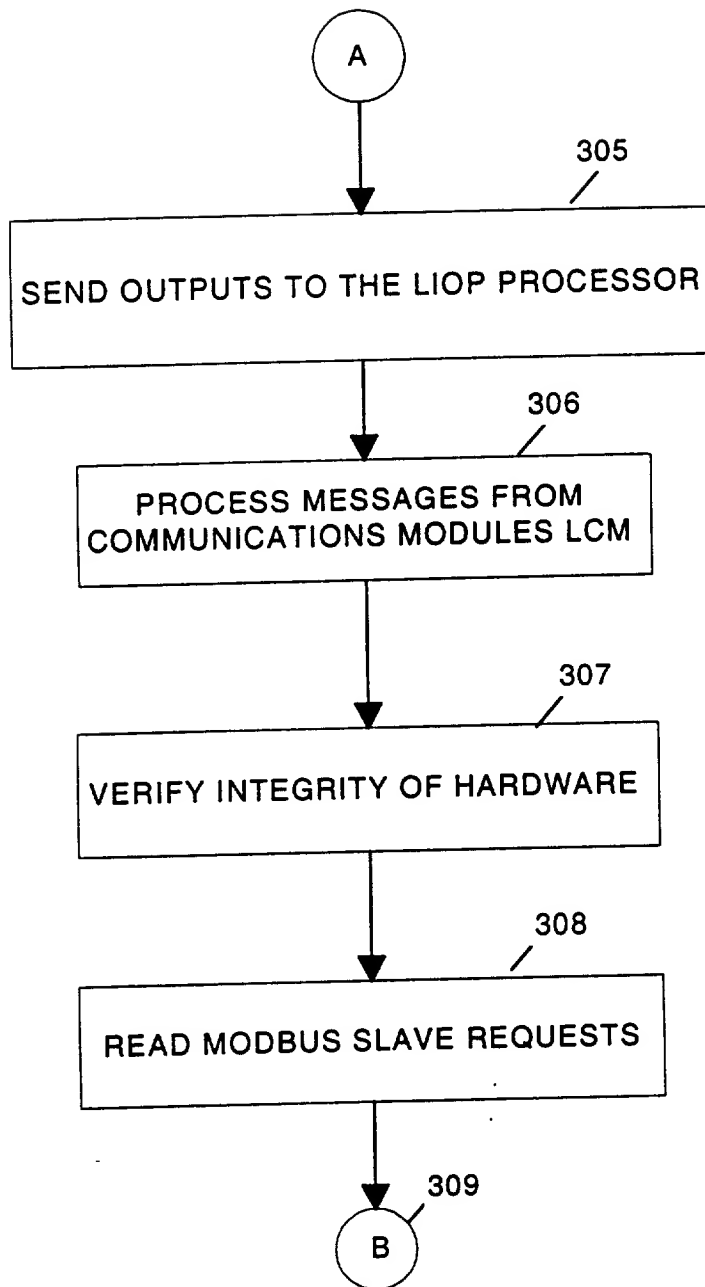 A
305
SEND OUTPUTS TO THE LIOP PROCESSOR
306
PROCESS MESSAGES FROM
COMMUNICATIONS MODULES LCM
307
VERIFY INTEGRITY OF HARDWARE
308
READ MODBUS SLAVE REQUESTS
309
B